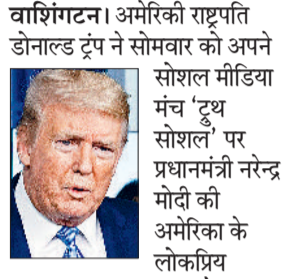 वाशिंगटन। अमेरिकी राष्ट्रपति
डोनाल्ड ट्रंप ने सोमवार को अपने
सोशल मीडिया
मंच 'ट्रुथ
सोशल' पर
प्रधानमंत्री नरेन्द्र
मोदी की
अमेरिका के
लोकप्रिय